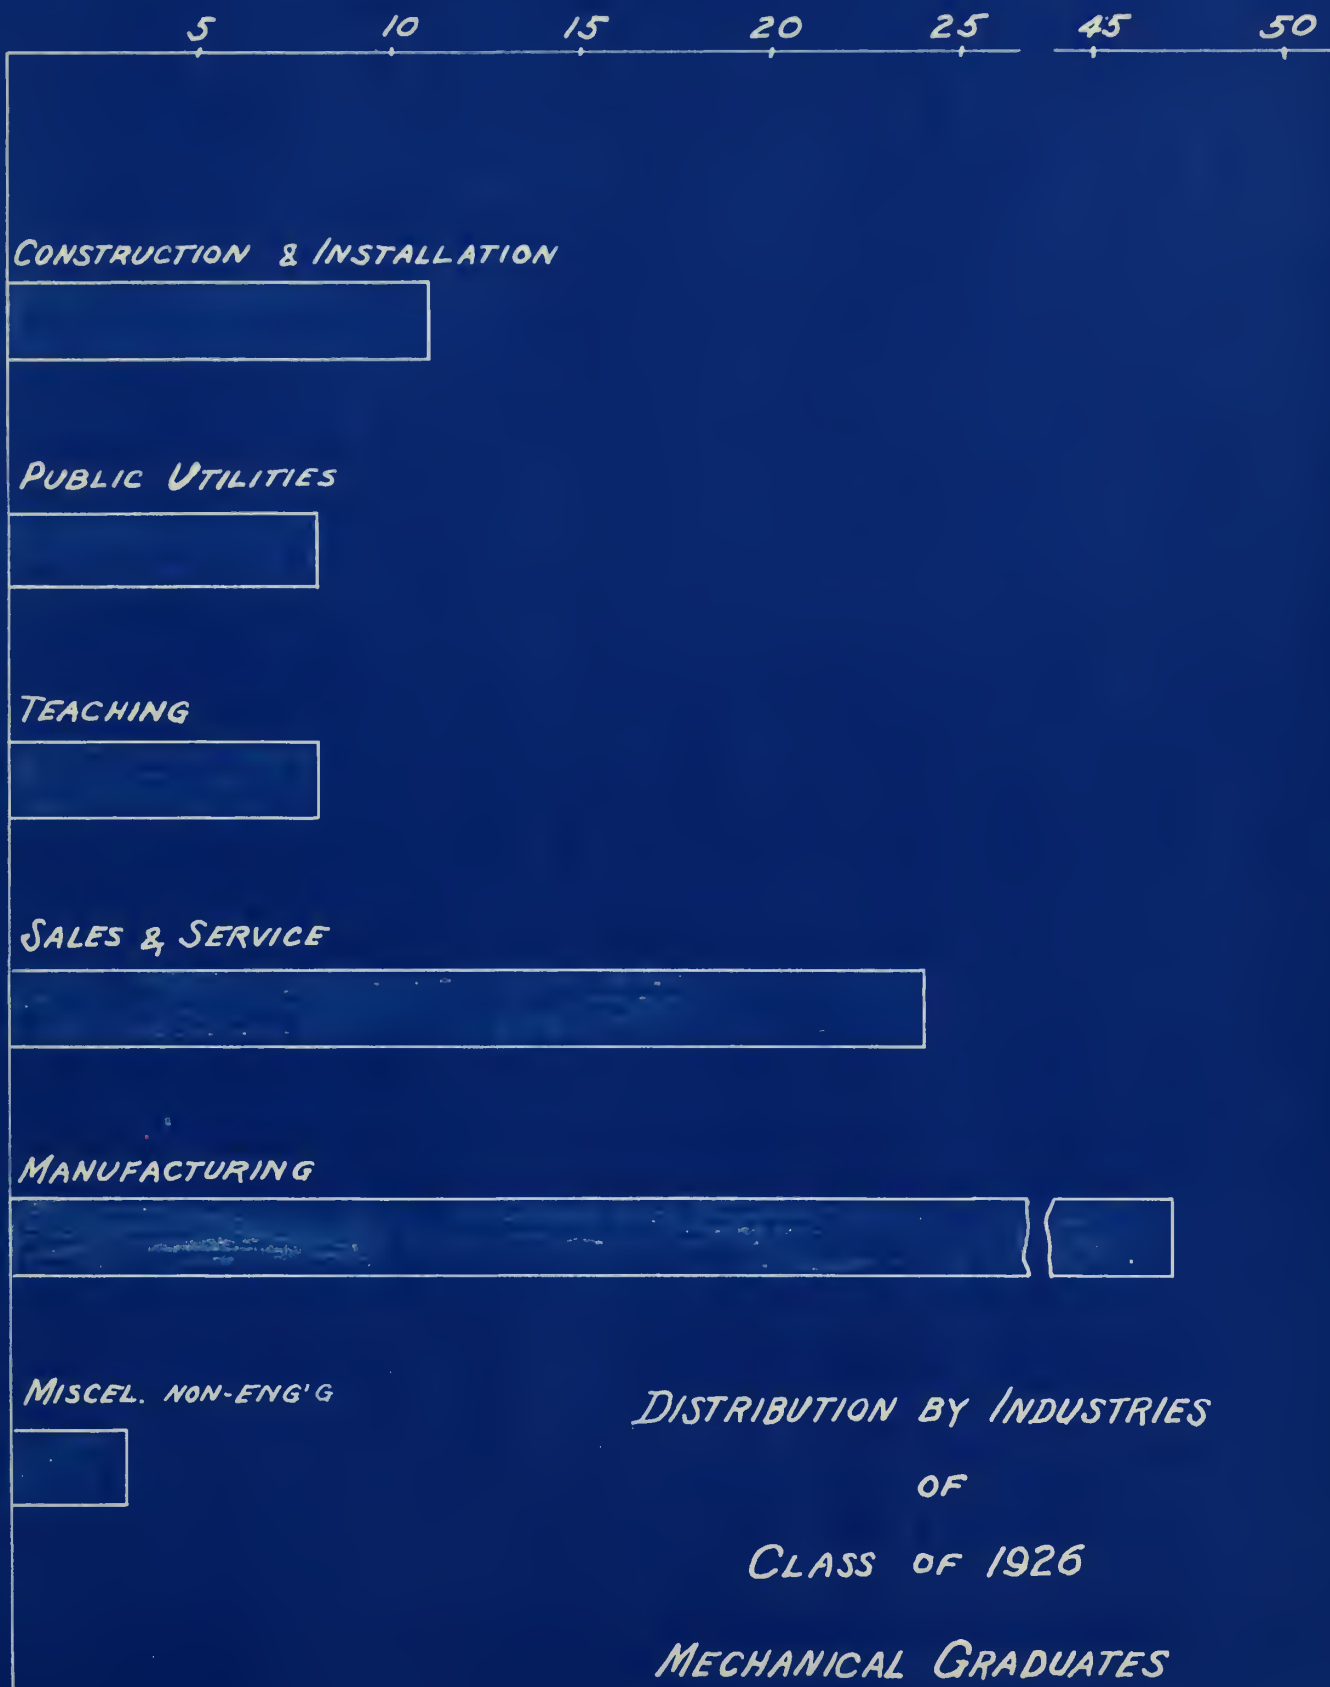 5 10 15 20 25 45 50
CONSTRUCTION & INSTALLATION
PUBLIC UTILITIES
TEACHING
SALES & SERVICE
MANUFACTURING
MISCEL. NON-ENG'G
DISTRIBUTION BY INDUSTRIES
OF
CLASS OF 1926
MECHANICAL GRADUATES